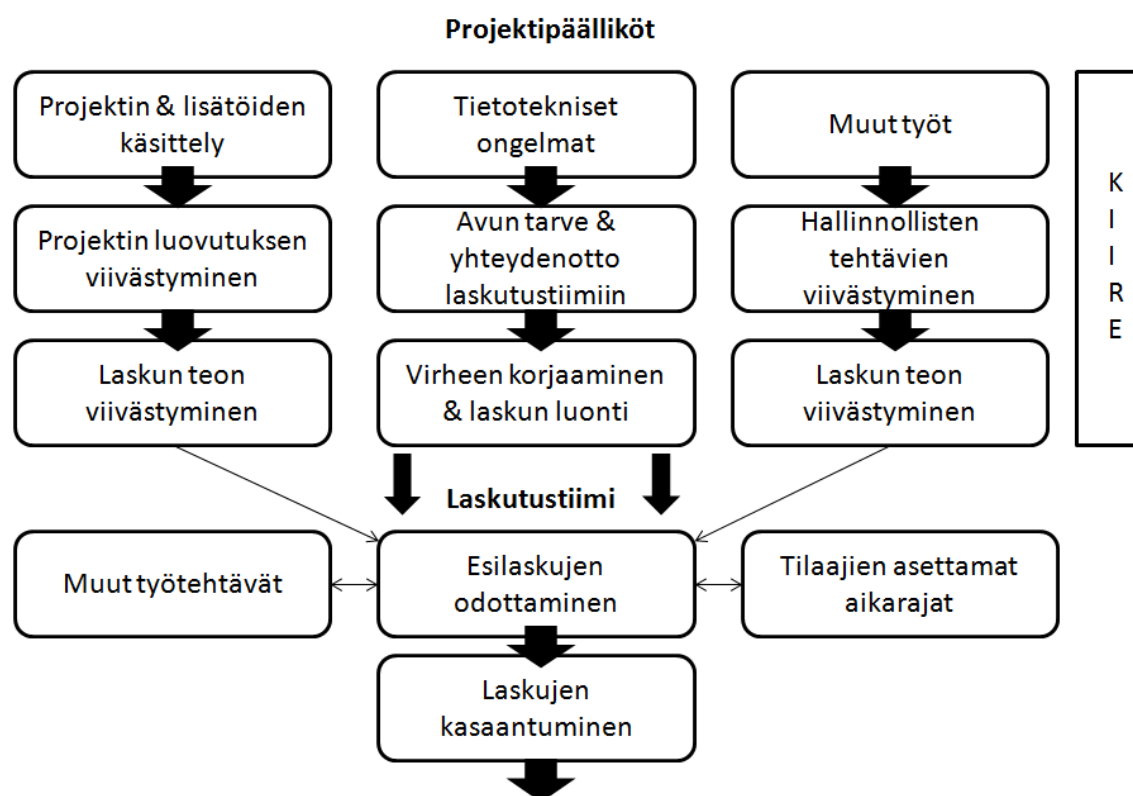 Projektipäälliköt
Projektin & lisätöiden
käsittely
Tietotekniset
ongelmat
Muut työt
K
I
I
R
E
Projektin luovutuksen
viivästyminen
Avun tarve &
yhteydenotto
laskutustiimiin
Hallinnollisten
tehtävien
viivästyminen
Laskun teon
viivästyminen
Virheen korjaaminen
& laskun luonti
Laskun teon
viivästyminen
Laskutustiimi
Muut työtehtävät
Esilaskujen
odottaminen
Tilaajien asettamat
aikarajat
Laskujen
kasaantuminen